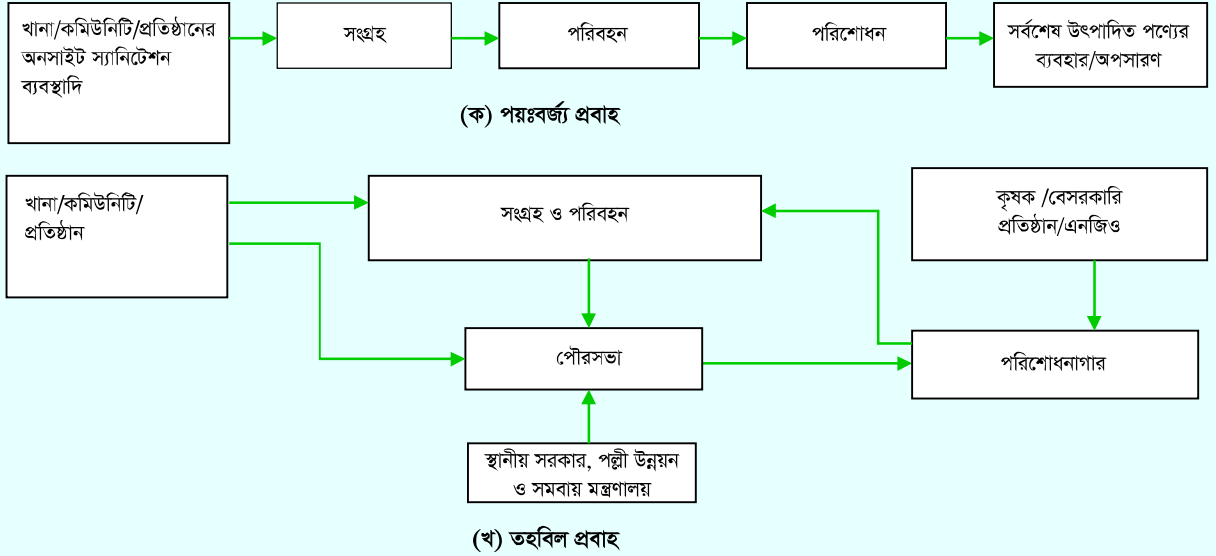 খানা/কমিউনিটি/প্রতিষ্ঠানের
অনসাইট স্যানিটেশন
ব্যবস্থাদি
সংগ্রহ
পরিবহন
পরিশোধন
সর্বশেষ উৎপাদিত পণ্যের
ব্যবহার/অপসারণ
(ক) পয়ঃবর্জ্য প্রবাহ
খানা/কমিউনিটি/
প্রতিষ্ঠান
সংগ্রহ ও পরিবহন
কৃষক /বেসরকারি
প্রতিষ্ঠান/এনজিও
পৌরসভা
পরিশোধনাগার
স্থানীয় সরকার, পল্লী উন্নয়ন
ও সমবায় মন্ত্রণালয়
(খ) তহবিল প্রবাহ